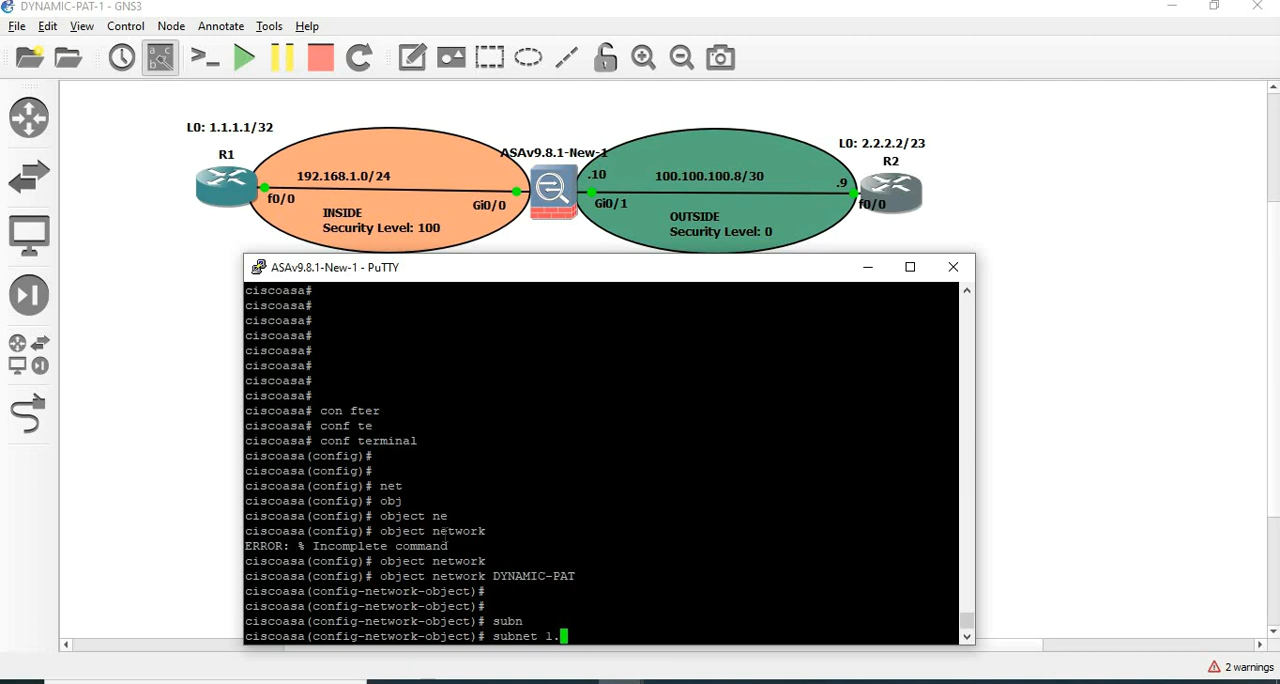 DYNAMIC-PAT-1 - GNS3
File Edit View Control Node Annotate Tools Help
L0: 1.1.1.1/32
R1
192.168.1.0/24
f0/0
INSIDE
Security Level: 100
Gi0/0
ASAv9.8.1-New-1
.10
Gi0/1
100.100.100.8/30
OUTSIDE
Security Level: 0
.9
f0/0
L0: 2.2.2.2/23
R2
ASAv9.8.1-New-1 - PuTTY
ciscoasa#
ciscoasa#
ciscoasa#
ciscoasa#
ciscoasa#
ciscoasa#
ciscoasa#
ciscoasa#
ciscoasa# con fter
ciscoasa# conf te
ciscoasa# conf terminal
ciscoasa(config)#
ciscoasa(config)#
ciscoasa(config)# net
ciscoasa(config)# obj
ciscoasa(config)# object ne
ciscoasa(config)# object network
ERROR: % Incomplete command
ciscoasa(config)# object network
ciscoasa(config)# object network DYNAMIC-PAT
ciscoasa(config-network-object)#
ciscoasa(config-network-object)#
ciscoasa(config-network-object)# subn
ciscoasa(config-network-object)# subnet 1.
2 warnings